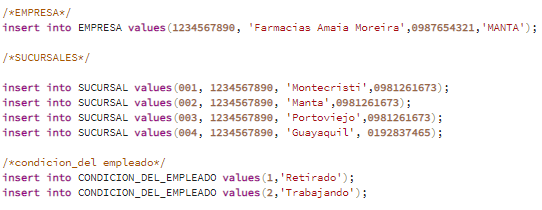 /*EMPRESA*/
insert into EMPRESA values(1234567890, 'Farmacias Amaia Moreira',0987654321,'MANTA');
/*SUCURSALES*/
insert into SUCURSAL values(001, 1234567890, 'Montecristi',0981261673);
insert into SUCURSAL values(002, 1234567890, 'Manta',0981261673);
insert into SUCURSAL values(003, 1234567890, 'Portoviejo',0981261673);
insert into SUCURSAL values(004, 1234567890, 'Guayaquil', 0192837465);
/*condicion_del empleado*/
insert into CONDICION_DEL_EMPLEADO values(1,'Retirado');
insert into CONDICION_DEL_EMPLEADO values(2,'Trabajando');